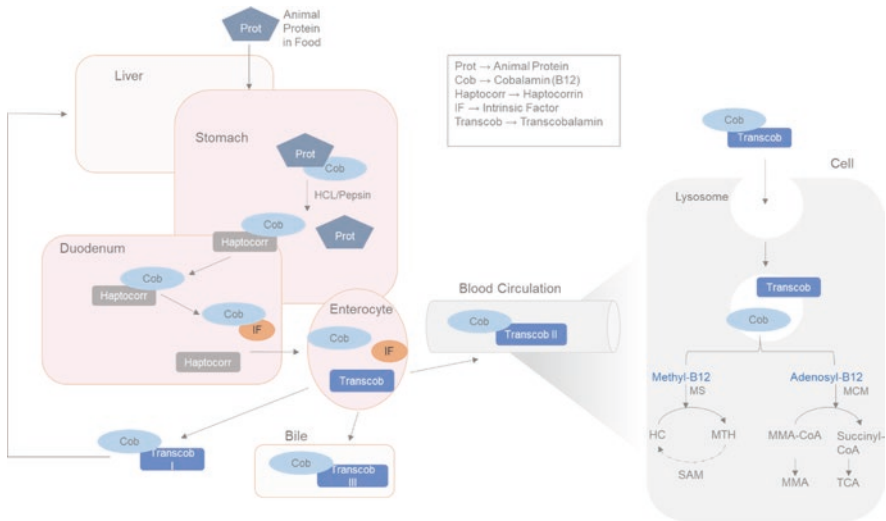 Prot
Animal
Protein
in Food
Liver
Stomach
Prot
Cob
HCL/Pepsin
Cob
Haptocorr
Prot
Duodenum
Cob
Haptocorr
Cob
IF
Haptocorr
Enterocyte
Cob
IF
Transcob
Blood Circulation
Cob
Transcob II
Cob
Transcob
I
Bile
Cob
Transcob
III
Prot → Animal Protein
Cob → Cobalamin (B12)
Haptocorr → Haptocorrin
IF → Intrinsic Factor
Transcob → Transcobalamin
Cob
Transcob
Cell
Lysosome
Transcob
Cob
Methyl-B12
MS
Adenosyl-B12
MCM
HC
MTH
SAM
MMA-CoA
Succinyl-
CoA
MMA
TCA